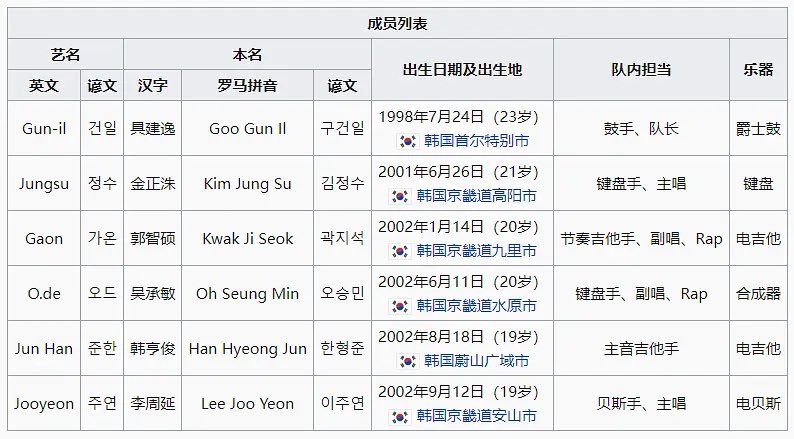 成员列表
艺名 本名 出生日期及出生地 队内担当 乐器
英文 谚文 汉字 罗马拼音 谚文
Gun-il 건일 具建逸 Goo Gun Il 구건일 1998年7月24日（23岁） 韩国首尔特别市 鼓手、队长 爵士鼓
Jungsu 정수 金正洙 Kim Jung Su 김정수 2001年6月26日（21岁） 韩国京畿道高阳市 键盘手、主唱 键盘
Gaon 가온 郭智硕 Kwak Ji Seok 곽지석 2002年1月14日（20岁） 韩国京畿道九里市 节奏吉他手、副唱、Rap 电吉他
O.de 오드 吴承敏 Oh Seung Min 오승민 2002年6月11日（20岁） 韩国京畿道水原市 键盘手、副唱、Rap 合成器
Jun Han 준한 韩亨俊 Han Hyeong Jun 한형준 2002年8月18日（19岁） 韩国蔚山广域市 主音吉他手 电吉他
Jooyeon 주연 李周延 Lee Joo Yeon 이주연 2002年9月12日（19岁） 韩国京畿道安山市 贝斯手、主唱 电贝斯